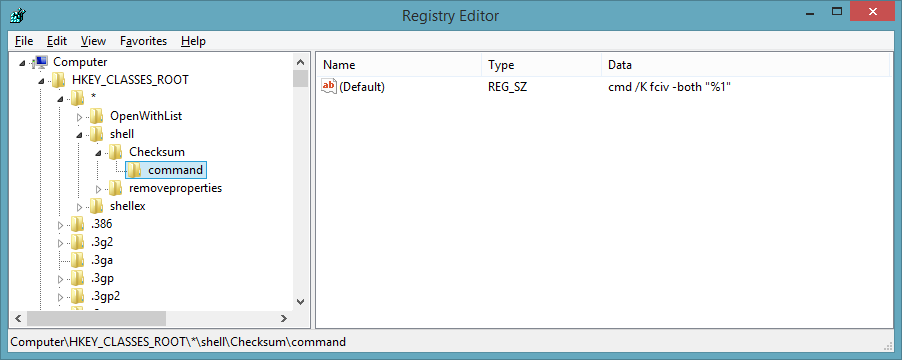 Registry Editor
File Edit View Favorites Help
Computer
HKEY_CLASSES_ROOT
*
OpenWithList
shell
Checksum
command
removeproperties
shellex
.386
.3g2
.3ga
.3gp
.3gp2
Name Type Data
ab (Default) REG_SZ cmd /K fciv -both "%1"
Computer\HKEY_CLASSES_ROOT\*\shell\Checksum\command